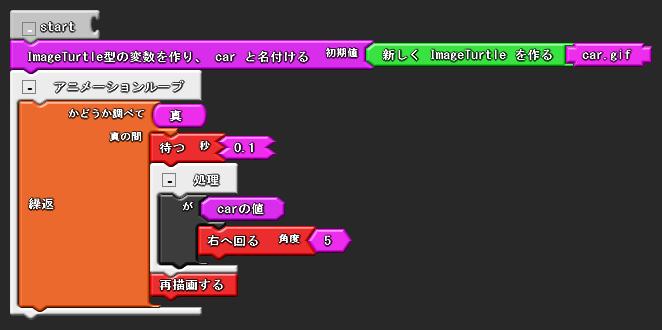 start
ImageTurtle型の変数を作り、 car と名付ける 初期値 新しく ImageTurtle を作る car.gif
アニメーションループ
かどうか調べて 真
真の間
待つ 秒 0.1
処理
繰返
が carの値
右へ回る 角度 5
再描画する